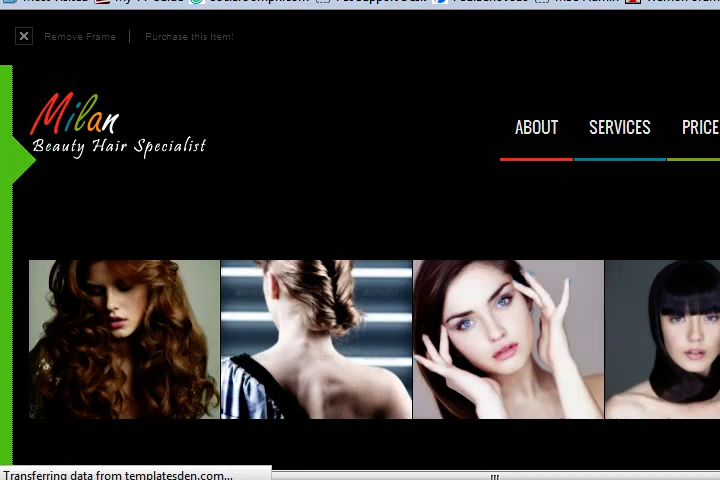 Remove Frame
Purchase this Item!
Milan
Beauty Hair Specialist
ABOUT
SERVICES
PRICE
Transferring data from templatesden.com...